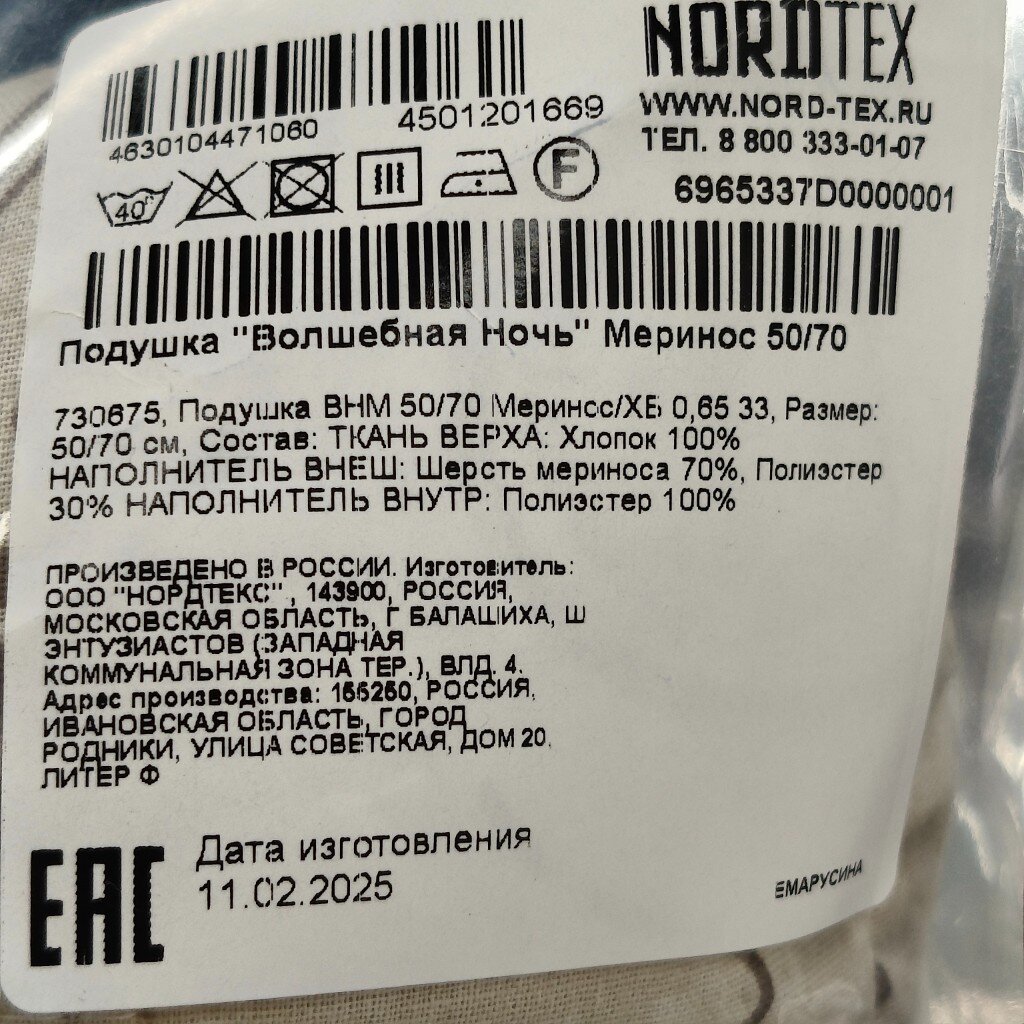 NORDTEX
WWW.NORD-TEX.RU
ТЕЛ. 8 800 333-01-07
4630104471060
4501201669
40°
F
6965337D0000001
Подушка "Волшебная Ночь" Меринос 50/70
730675, Подушка ВНМ 50/70 Меринос/ХБ 0,65 33, Размер:
50/70 см, Состав: ТКАНЬ ВЕРХА: Хлопок 100%
НАПОЛНИТЕЛЬ ВНЕШ: Шерсть мериноса 70%, Полиэстер
30% НАПОЛНИТЕЛЬ ВНУТР: Полиэстер 100%
ПРОИЗВЕДЕНО В РОССИИ. Изготовитель:
ООО "НОРДТЕКС" , 143900, РОССИЯ,
МОСКОВСКАЯ ОБЛАСТЬ, Г БАЛАШИХА, Ш
ЭНТУЗИАСТОВ (ЗАПАДНАЯ
КОММУНАЛЬНАЯ ЗОНА ТЕР.), ВЛД. 4.
Адрес производства: 155250, РОССИЯ,
ИВАНОВСКАЯ ОБЛАСТЬ, ГОРОД
РОДНИКИ, УЛИЦА СОВЕТСКАЯ, ДОМ 20,
ЛИТЕР Ф
ЕАС
Дата изготовления
11.02.2025
ЕМАРУСИНА